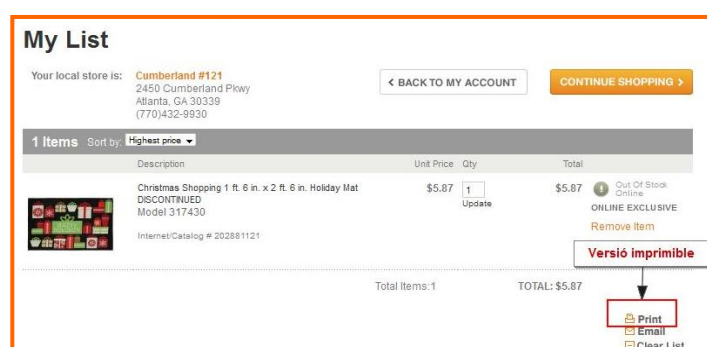 My List
Your local store is: Cumberland #121
2450 Cumberland Pkwy
Atlanta, GA 30339
(770)432-9930
< BACK TO MY ACCOUNT
CONTINUE SHOPPING >
1 Items Sort by: Highest price
Description Unit Price Qty Total
Christmas Shopping 1 ft. 6 in. x 2 ft. 6 in. Holiday Mat
DISCONTINUED
Model 317430
Internet/Catalog # 202881121
$5.87 1 $5.87
Update
Out Of Stock
Online
ONLINE EXCLUSIVE
Remove Item
Versió imprimible
Total Items:1 TOTAL: $5.87
Print
Email
Clear List